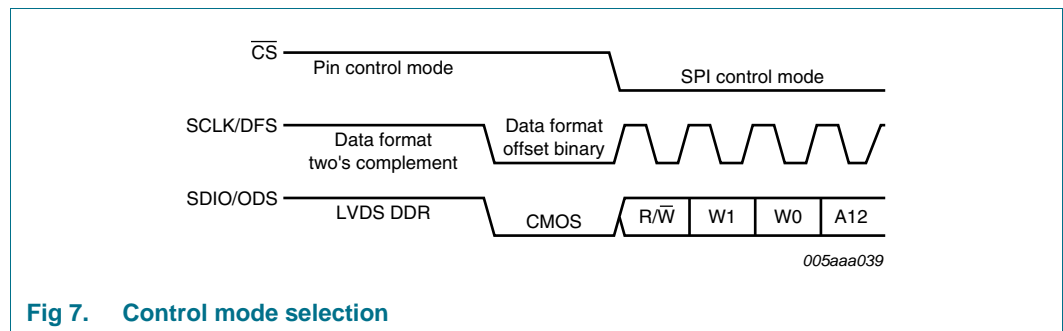 C̅S̅
Pin control mode
SPI control mode
SCLK/DFS
Data format
two's complement
Data format
offset binary
SDIO/ODS
LVDS DDR
CMOS
R/W̅
W1
W0
A12
005aaa039
Fig 7. Control mode selection